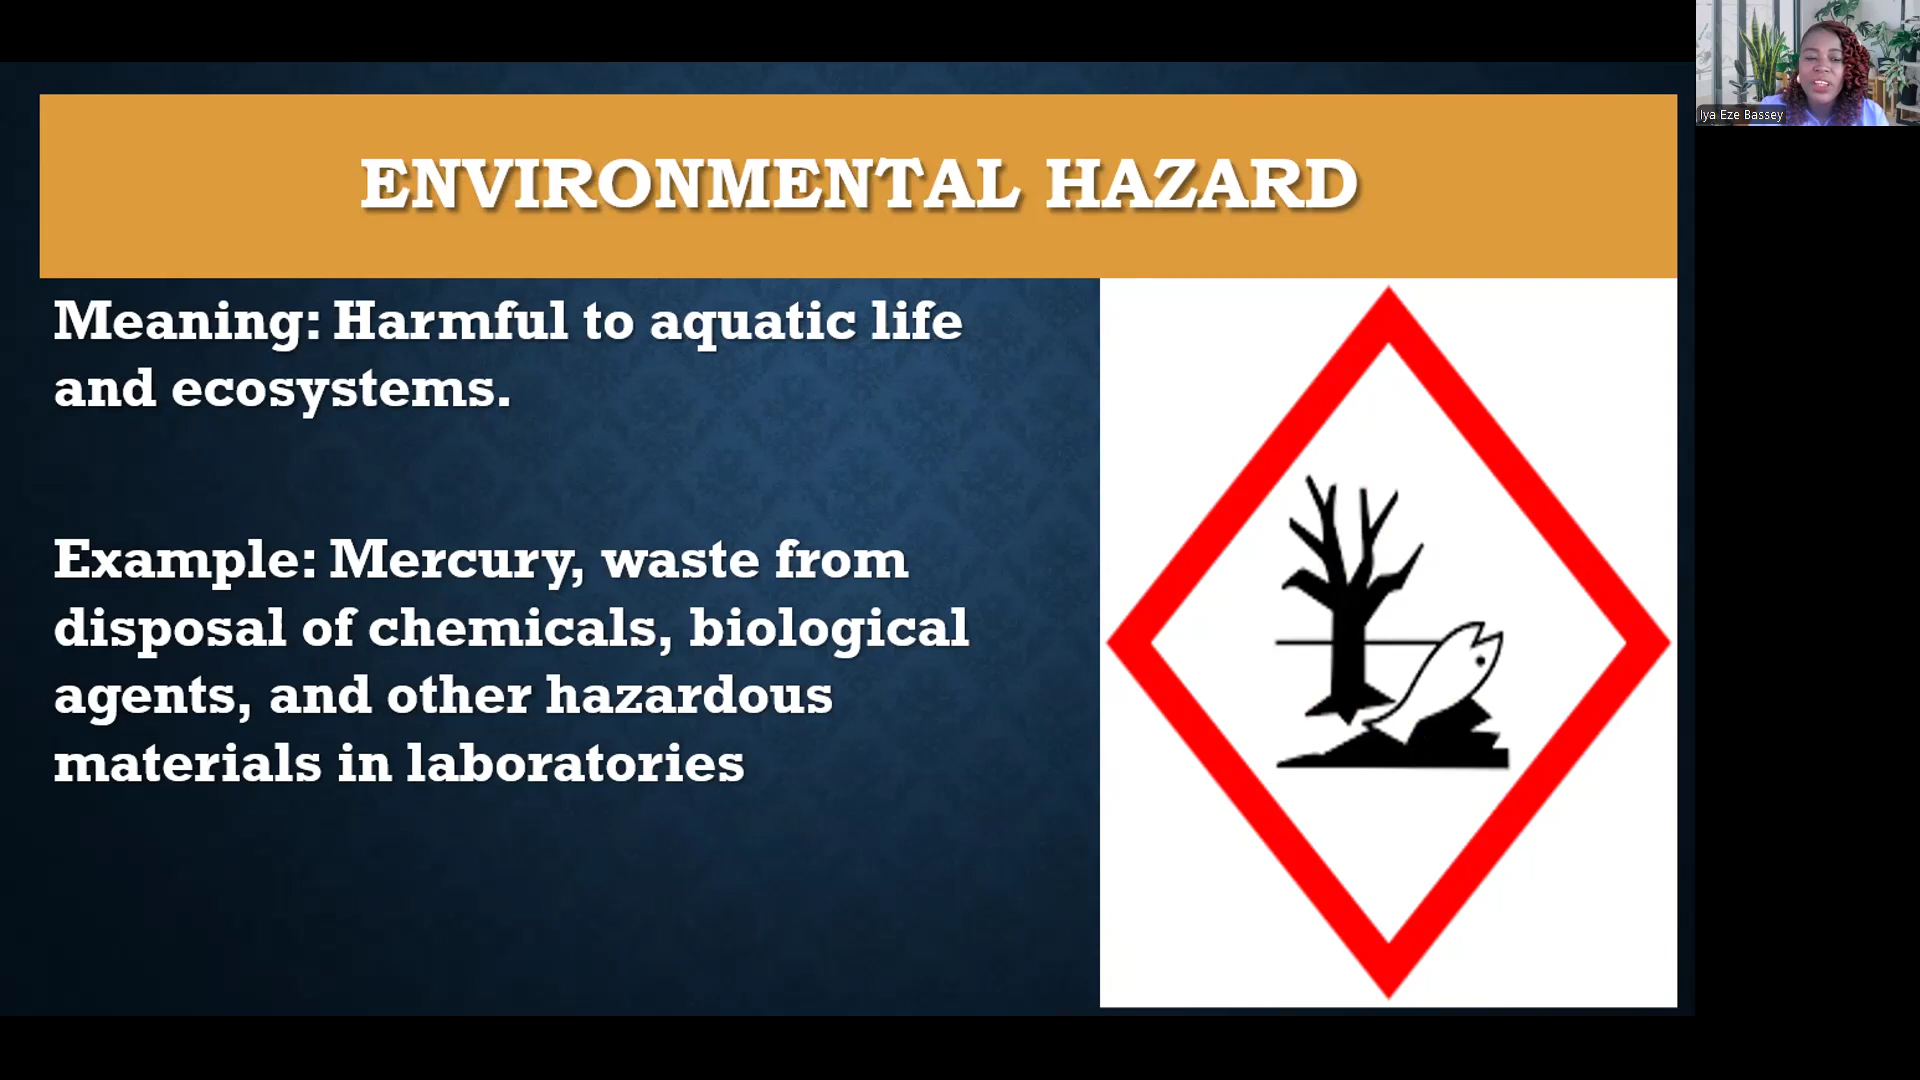 ENVIRONMENTAL HAZARD
Meaning: Harmful to aquatic life
and ecosystems.
Example: Mercury, waste from
disposal of chemicals, biological
agents, and other hazardous
materials in laboratories
Iya Eze Bassey